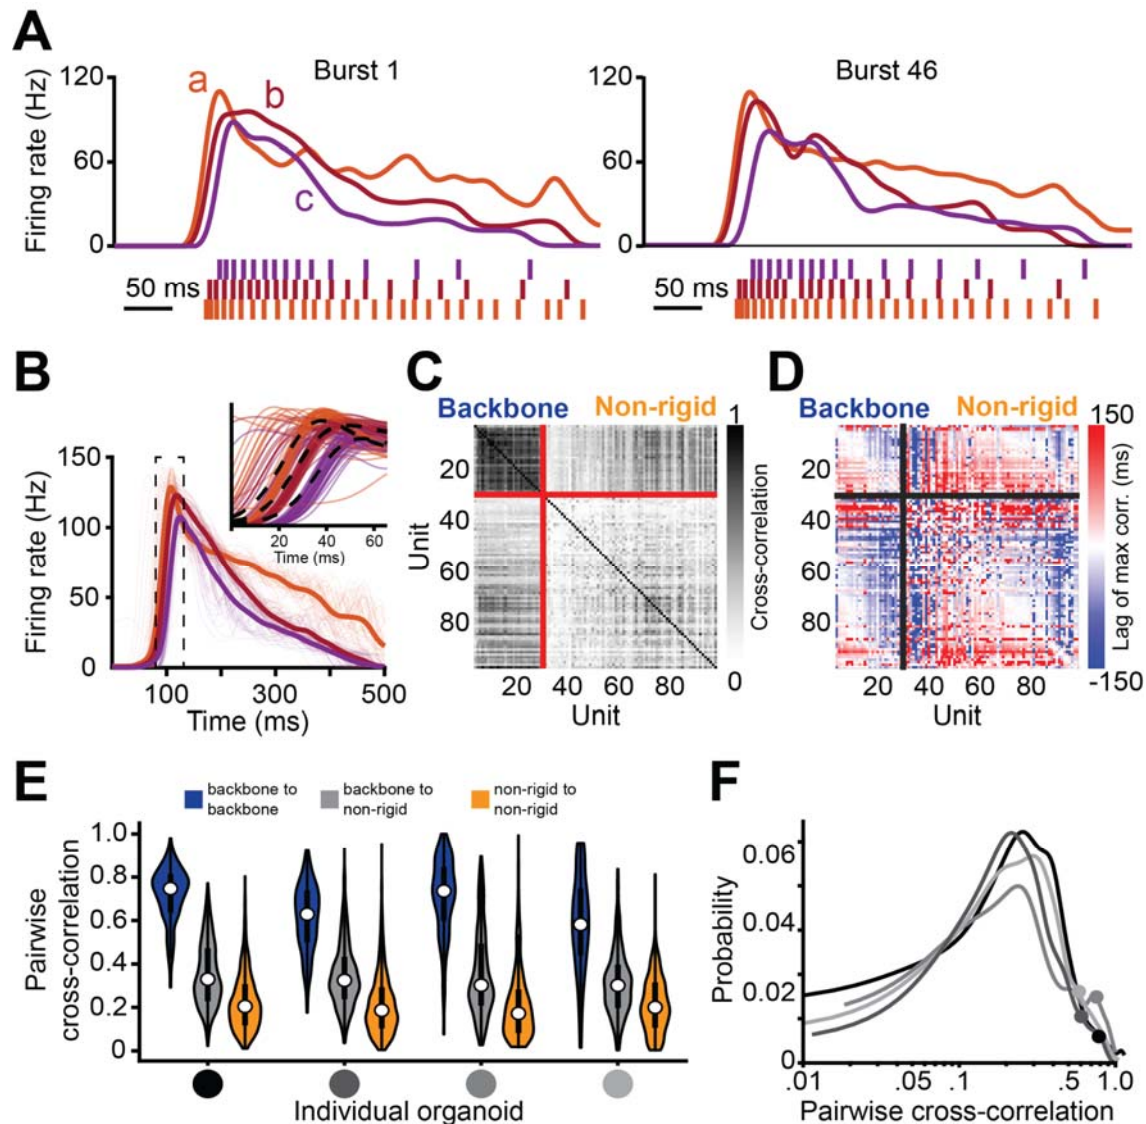 A
Burst 1
Burst 46
Firing rate (Hz)
120
60
0
a
b
c
50 ms
120
60
0
50 ms
B
Firing rate (Hz)
150
100
50
0
100
300
500
Time (ms)
20
40
60
Time (ms)
C
Backbone
Non-rigid
Unit
20
40
60
80
20
40
60
80
Unit
1
0
Cross-correlation
D
Backbone
Non-rigid
20
40
60
80
20
40
60
80
Unit
150
-150
Lag of max corr. (ms)
E
backbone to
backbone
backbone to
non-rigid
non-rigid to
non-rigid
Pairwise
cross-correlation
1.0
0.8
0.6
0.4
0.2
0
Individual organoid
F
Probability
0.06
0.04
0.02
0
.01
.05
.1
.5
1.0
Pairwise cross-correlation